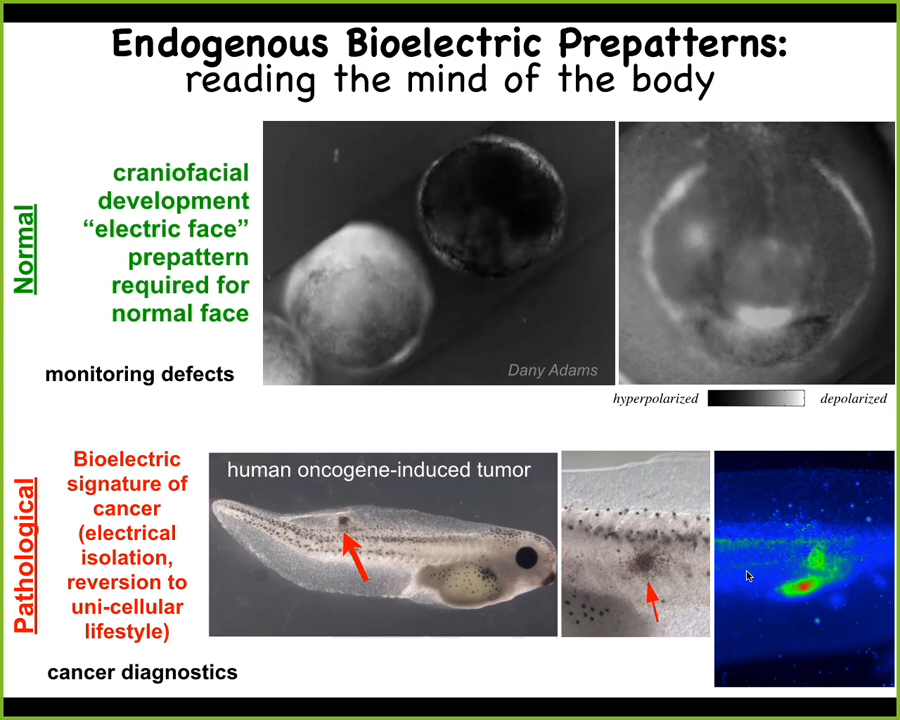 Endogenous Bioelectric Prepatterns:
reading the mind of the body
Normal
craniofacial
development
“electric face”
prepattern
required for
normal face
monitoring defects
Dany Adams
hyperpolarized
depolarized
Pathological
Bioelectric
signature of
cancer
(electrical
isolation,
reversion to
uni-cellular
lifestyle)
cancer diagnostics
human oncogene-induced tumor